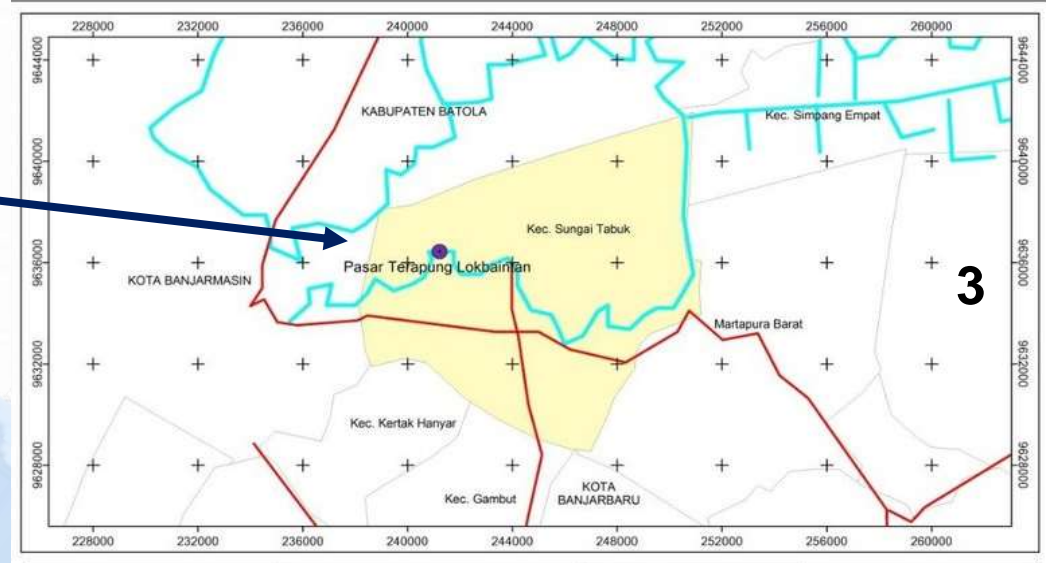 228000 232000 236000 240000 244000 248000 252000 256000 260000
9644000
9644000
KABUPATEN BATOLA
Kec. Simpang Empat
9640000
9640000
Kec. Sungai Tabuk
Pasar Terapung Lokbaintan
9636000
9636000
KOTA BANJARMASIN
3
Martapura Barat
9632000
9632000
Kec. Kertak Hanyar
9628000
9628000
Kec. Gambut
KOTA
BANJARBARU
228000 232000 236000 240000 244000 248000 252000 256000 260000